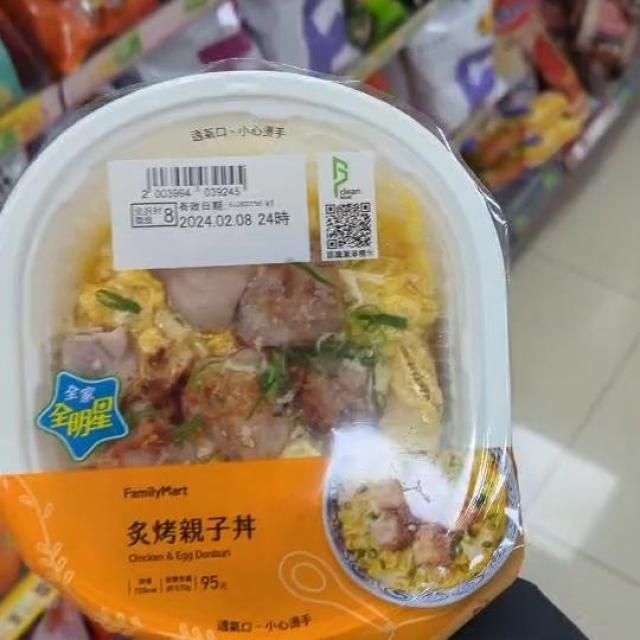 透氣口、小心燙手
2 003964 039245
8 有效日期
2024.02.08 24時
clean
全家
全明星
FamilyMart
炙烤親子丼
Chicken & Egg Donburi
95元
透氣口、小心燙手